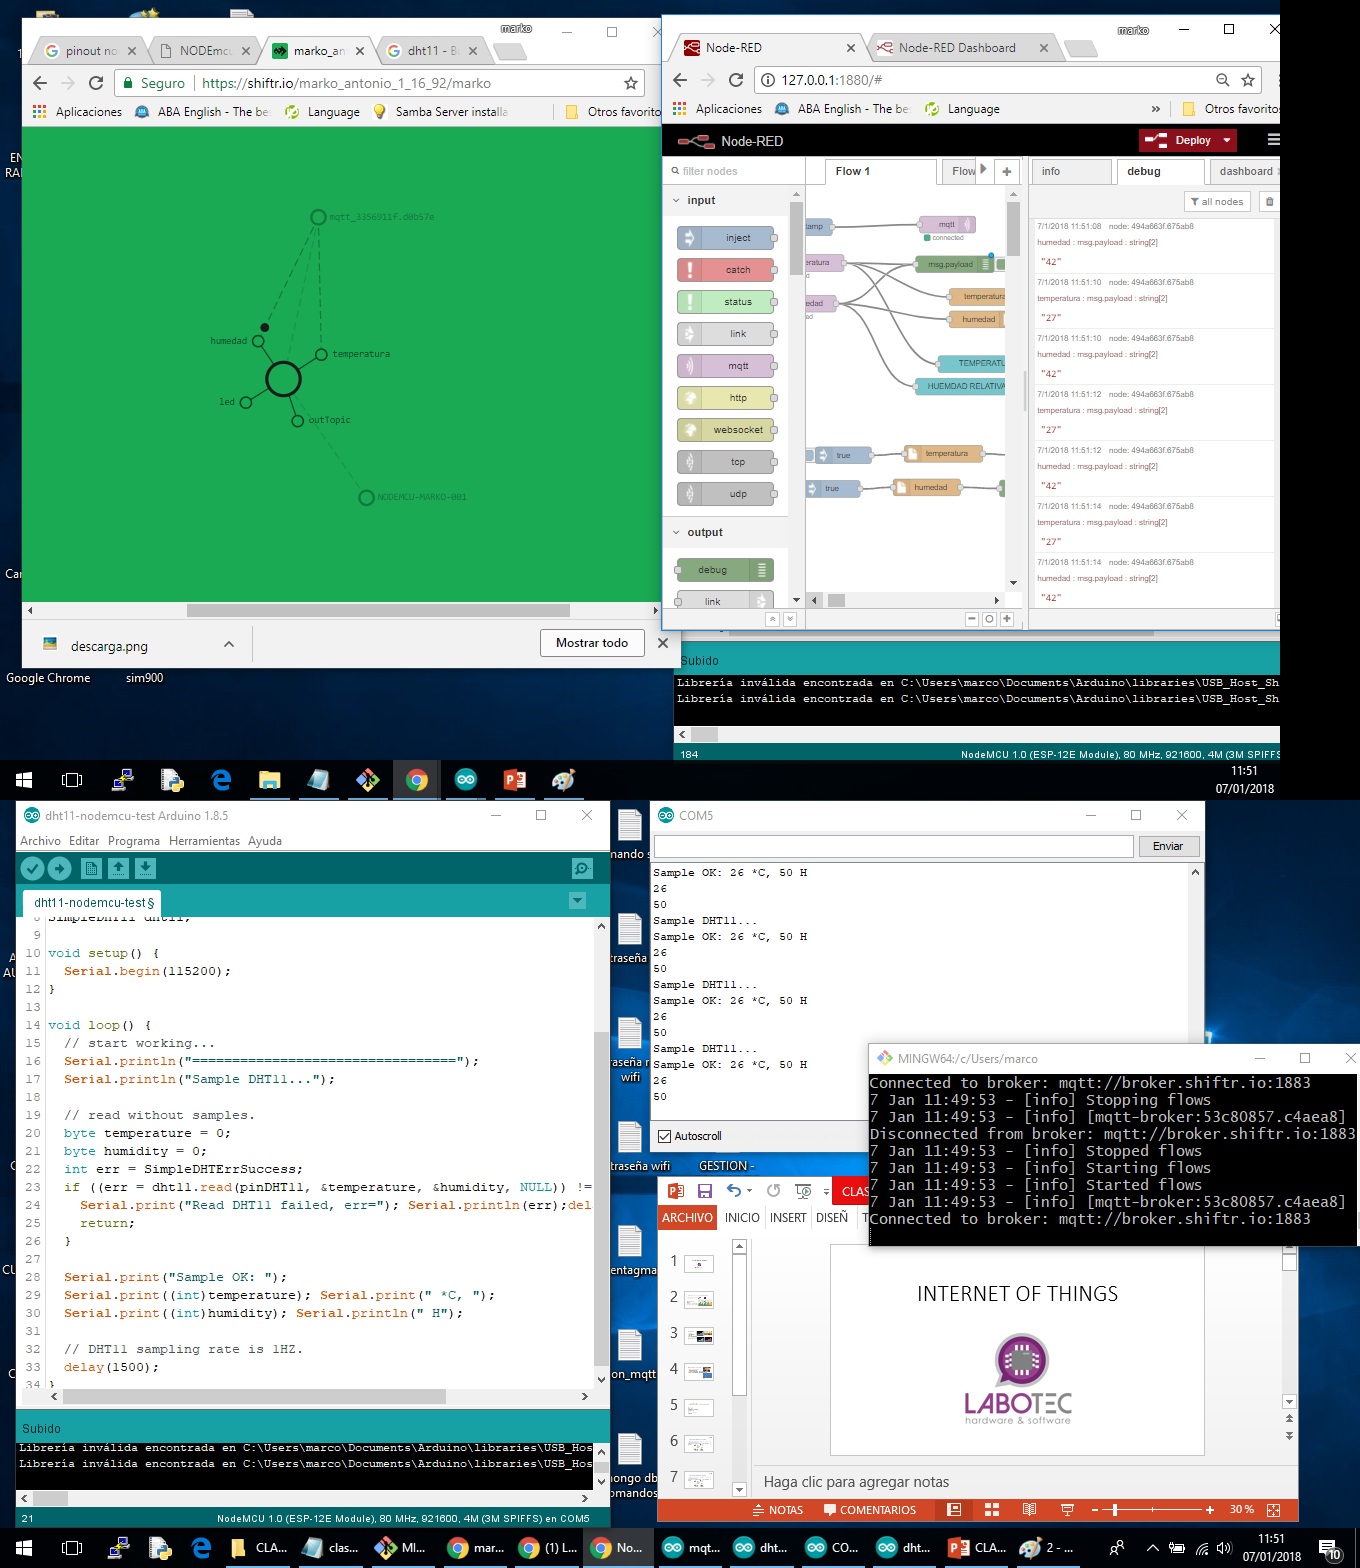 marko
pinout no
NODEmcu
marko_an
dht11 - B
Seguro
https://shiftr.io/marko_antonio_1_16_92/marko
Aplicaciones
ABA English - The be
Language
Samba Server installa
Otros favorito
mqtt_3356911f.d0b57e
humedad
temperatura
led
outTopic
NODEMCU-MARKO-001
descarga.png
Mostrar todo
Google Chrome
sim900
marko
Node-RED
Node-RED Dashboard
127.0.0.1:1880/#
Aplicaciones
ABA English - The be
Language
»
Otros favoritos
Node-RED
Deploy
filter nodes
Flow 1
Flow
info
debug
dashboard
input
inject
catch
status
link
mqtt
http
websocket
tcp
udp
output
debug
link
tamp
mqtt
connected
eratura
msg.payload
temperatura
edad
humedad
TEMPERATU
HUEMDAD RELATIVA
true
temperatura
true
humedad
all nodes
7/1/2018 11:51:08 node: 494a663f.675ab8
humedad : msg.payload : string[2]
"42"
7/1/2018 11:51:10 node: 494a663f.675ab8
temperatura : msg.payload : string[2]
"27"
7/1/2018 11:51:10 node: 494a663f.675ab8
humedad : msg.payload : string[2]
"42"
7/1/2018 11:51:12 node: 494a663f.675ab8
temperatura : msg.payload : string[2]
"27"
7/1/2018 11:51:12 node: 494a663f.675ab8
humedad : msg.payload : string[2]
"42"
7/1/2018 11:51:14 node: 494a663f.675ab8
temperatura : msg.payload : string[2]
"27"
7/1/2018 11:51:14 node: 494a663f.675ab8
humedad : msg.payload : string[2]
"42"
Subido
Librería inválida encontrada en C:\Users\marco\Documents\Arduino\libraries\USB_Host_Sh
Librería inválida encontrada en C:\Users\marco\Documents\Arduino\libraries\USB_Host_Sh
184
NodeMCU 1.0 (ESP-12E Module), 80 MHz, 921600, 4M (3M SPIFFS
11:51
07/01/2018
dht11-nodemcu-test Arduino 1.8.5
Archivo Editar Programa Herramientas Ayuda
dht11-nodemcu-test §
8 SimpleDHT11 dht11;
9
10 void setup() {
11 Serial.begin(115200);
12 }
13
14 void loop() {
15 // start working...
16 Serial.println("=================================");
17 Serial.println("Sample DHT11...");
18
19 // read without samples.
20 byte temperature = 0;
21 byte humidity = 0;
22 int err = SimpleDHTErrSuccess;
23 if ((err = dht11.read(pinDHT11, &temperature, &humidity, NULL)) !=
24 Serial.print("Read DHT11 failed, err="); Serial.println(err);del
25 return;
26 }
27
28 Serial.print("Sample OK: ");
29 Serial.print((int)temperature); Serial.print(" *C, ");
30 Serial.print((int)humidity); Serial.println(" H");
31
32 // DHT11 sampling rate is 1HZ.
33 delay(1500);
34 }
Subido
Librería inválida encontrada en C:\Users\marco\Documents\Arduino\libraries\USB_Hos
Librería inválida encontrada en C:\Users\marco\Documents\Arduino\libraries\USB_Hos
21
NodeMCU 1.0 (ESP-12E Module), 80 MHz, 921600, 4M (3M SPIFFS) en COM5
COM5
Enviar
Sample OK: 26 *C, 50 H
26
50
Sample DHT11...
Sample OK: 26 *C, 50 H
26
50
Sample DHT11...
Sample OK: 26 *C, 50 H
26
50
Sample DHT11...
Sample OK: 26 *C, 50 H
26
50
Autoscroll
traseña wifi
GESTION -
MINGW64:/c/Users/marco
Connected to broker: mqtt://broker.shiftr.io:1883
7 Jan 11:49:53 - [info] Stopping flows
7 Jan 11:49:53 - [info] [mqtt-broker:53c80857.c4aea8]
Disconnected from broker: mqtt://broker.shiftr.io:1883
7 Jan 11:49:53 - [info] Stopped flows
7 Jan 11:49:53 - [info] Starting flows
7 Jan 11:49:53 - [info] Started flows
7 Jan 11:49:53 - [info] [mqtt-broker:53c80857.c4aea8]
Connected to broker: mqtt://broker.shiftr.io:1883
CLAS
ARCHIVO INICIO INSERT DISEÑ
1
2
3
4
5
6
7
INTERNET OF THINGS
LABOTEC
hardware & software
Haga clic para agregar notas
NOTAS
COMENTARIOS
30 %
CLA...
clas...
MI...
mar...
(1) L...
No...
mqt...
dht...
CO...
dht...
CLA...
2 - ...
11:51
07/01/2018
10